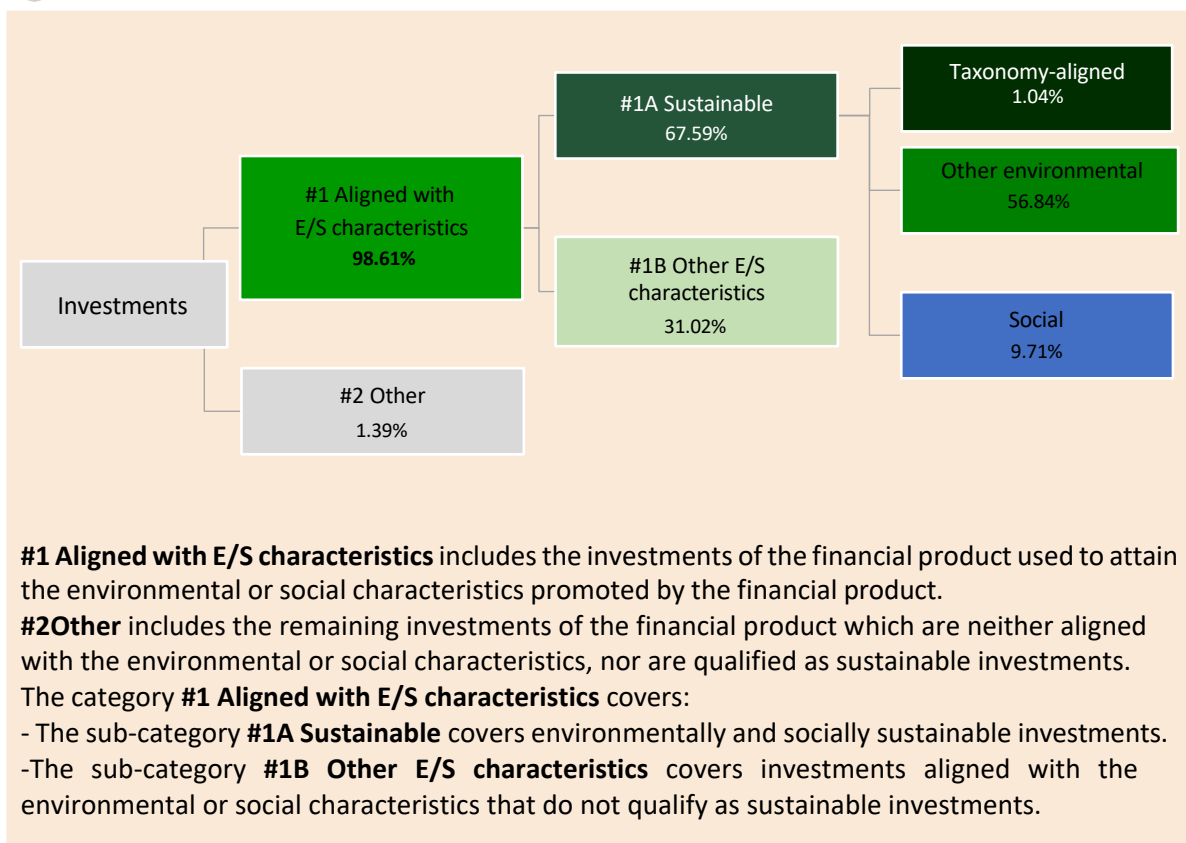 Investments
#1 Aligned with
E/S characteristics
98.61%
#2 Other
1.39%
#1A Sustainable
67.59%
#1B Other E/S
characteristics
31.02%
Taxonomy-aligned
1.04%
Other environmental
56.84%
Social
9.71%
#1 Aligned with E/S characteristics includes the investments of the financial product used to attain
the environmental or social characteristics promoted by the financial product.
#2Other includes the remaining investments of the financial product which are neither aligned
with the environmental or social characteristics, nor are qualified as sustainable investments.
The category #1 Aligned with E/S characteristics covers:
- The sub-category #1A Sustainable covers environmentally and socially sustainable investments.
-The sub-category #1B Other E/S characteristics covers investments aligned with the
environmental or social characteristics that do not qualify as sustainable investments.